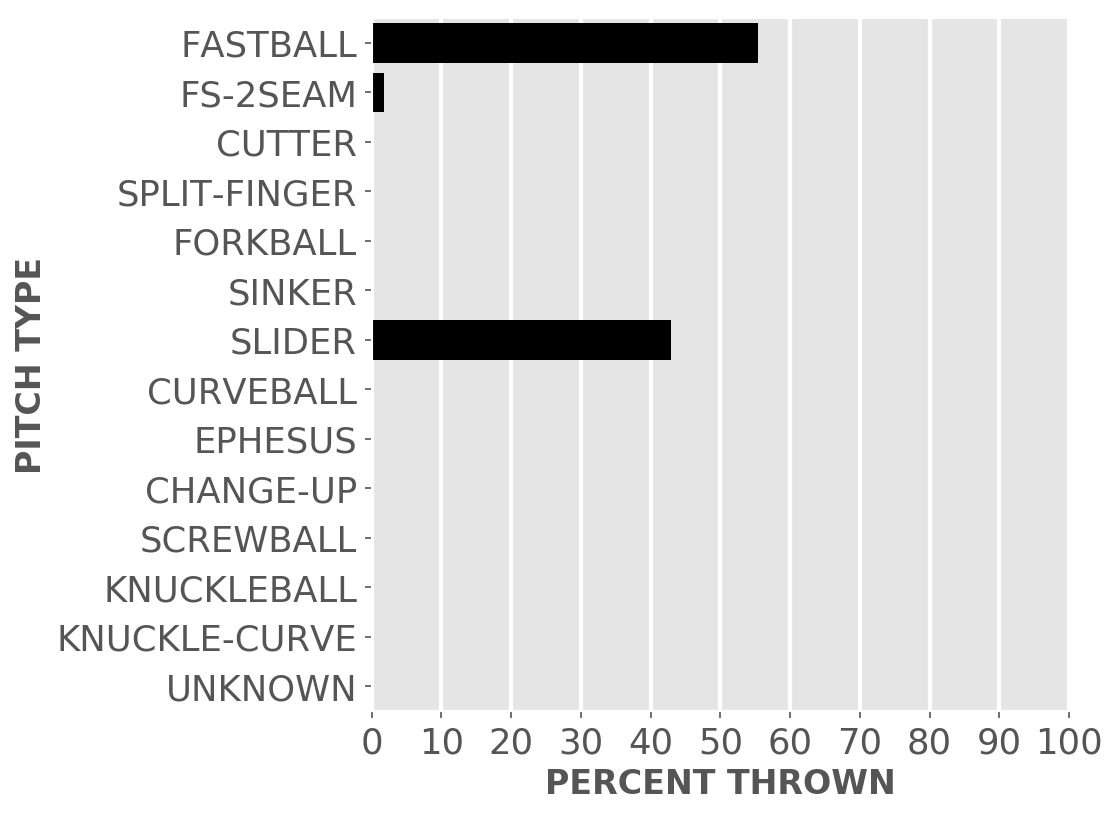 FASTBALL
FS-2SEAM
CUTTER
SPLIT-FINGER
FORKBALL
SINKER
SLIDER
CURVEBALL
EPHESUS
CHANGE-UP
SCREWBALL
KNUCKLEBALL
KNUCKLE-CURVE
UNKNOWN
PITCH TYPE
0 10 20 30 40 50 60 70 80 90 100
PERCENT THROWN